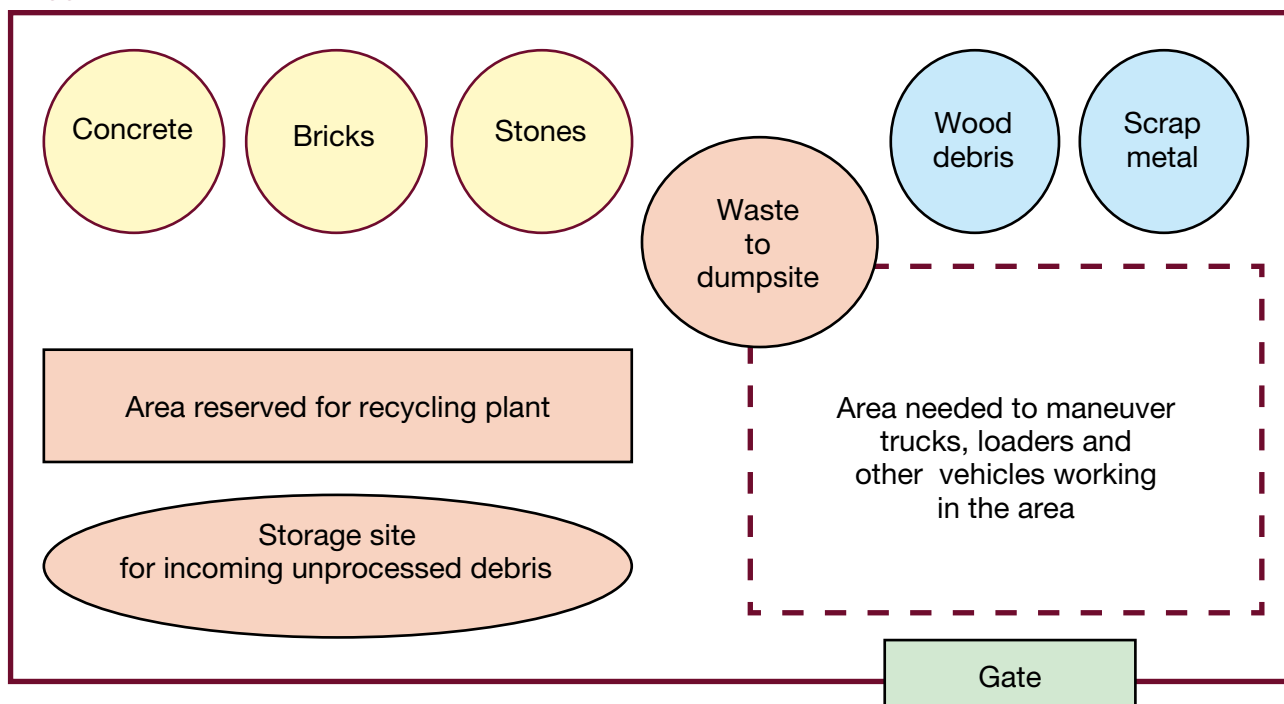 Concrete
Bricks
Stones
Wood
debris
Scrap
metal
Waste
to
dumpsite
Area reserved for recycling plant
Area needed to maneuver
trucks, loaders and
other vehicles working
in the area
Storage site
for incoming unprocessed debris
Gate